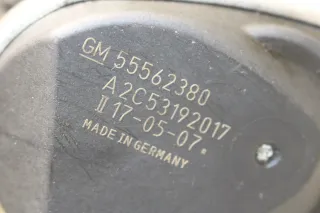 GM 55562380
A2C53192017
II 17-05-07*
MADE IN GERMANY